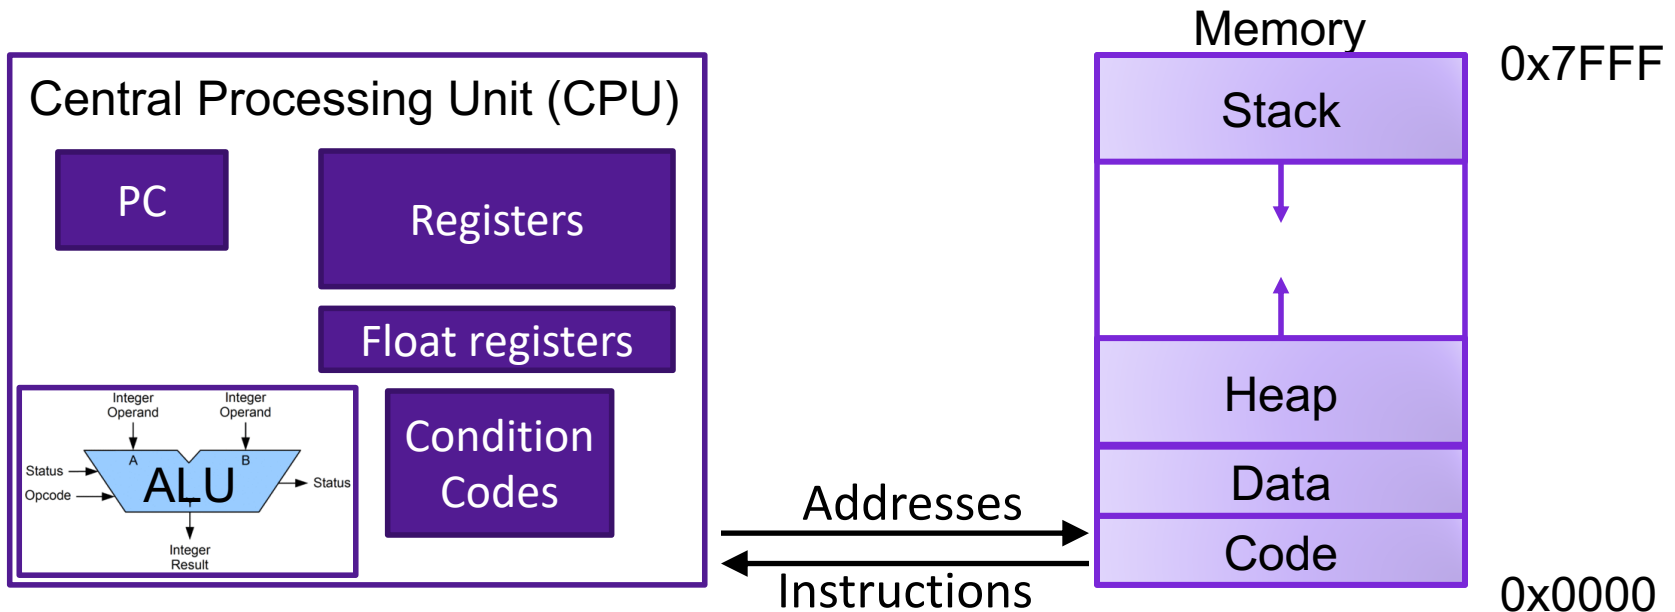 Central Processing Unit (CPU)
PC
Registers
Float registers
Condition
Codes
Integer
Operand
Integer
Operand
A
B
Status
Opcode
ALU
Status
Integer
Result
Addresses
Instructions
Memory
0x7FFF
Stack
Heap
Data
Code
0x0000